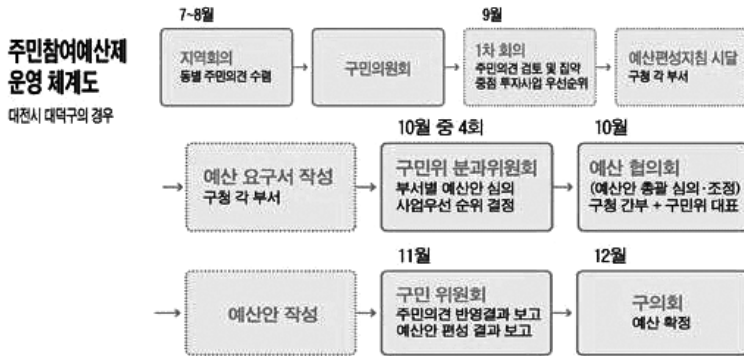 주민참여예산제
운영 체계도
대전시 대덕구의 경우
7~8월
지역회의
동별 주민의견 수렴
구민의원회
9월
1차 회의
주민의견 검토 및 집약
중점 투자사업 우선순위
예산편성지침 시달
구청 각 부서
예산 요구서 작성
구청 각 부서
10월 중 4회
구민위 분과위원회
부서별 예산안 심의
사업우선 순위 결정
10월
예산 협의회
(예산안 총괄 심의·조정)
구청 간부 + 구민위 대표
예산안 작성
11월
구민 위원회
주민의견 반영결과 보고
예산안 편성 결과 보고
12월
구의회
예산 확정